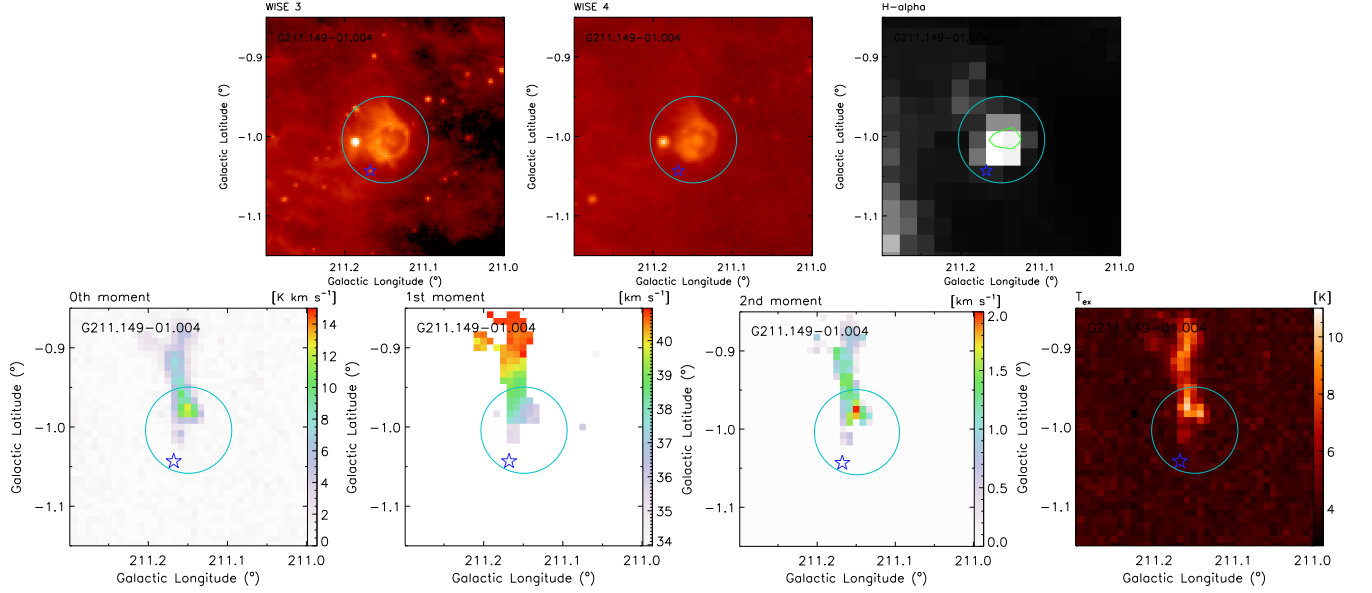 WISE 3
WISE 4
H-alpha
G211.149-01.004
G211.149-01.004
G211.149-01.004
Galactic Latitude (°)
-0.9
-1.0
-1.1
Galactic Latitude (°)
-0.9
-1.0
-1.1
Galactic Latitude (°)
-0.9
-1.0
-1.1
211.2 211.1 211.0
211.2 211.1 211.0
211.2 211.1 211.0
Galactic Longitude (°)
Galactic Longitude (°)
Galactic Longitude (°)
0th moment [K km s⁻¹]
1st moment [km s⁻¹]
2nd moment [km s⁻¹]
Tex [K]
G211.149-01.004
G211.149-01.004
G211.149-01.004
G211.149-01.004
Galactic Latitude (°)
-0.9
-1.0
-1.1
14
12
10
8
6
4
2
0
Galactic Latitude (°)
-0.9
-1.0
-1.1
40
39
38
37
36
35
34
Galactic Latitude (°)
-0.9
-1.0
-1.1
2.0
1.5
1.0
0.5
0.0
Galactic Latitude (°)
-0.9
-1.0
-1.1
10
8
6
4
211.2 211.1 211.0
211.2 211.1 211.0
211.2 211.1 211.0
211.2 211.1 211.0
Galactic Longitude (°)
Galactic Longitude (°)
Galactic Longitude (°)
Galactic Longitude (°)